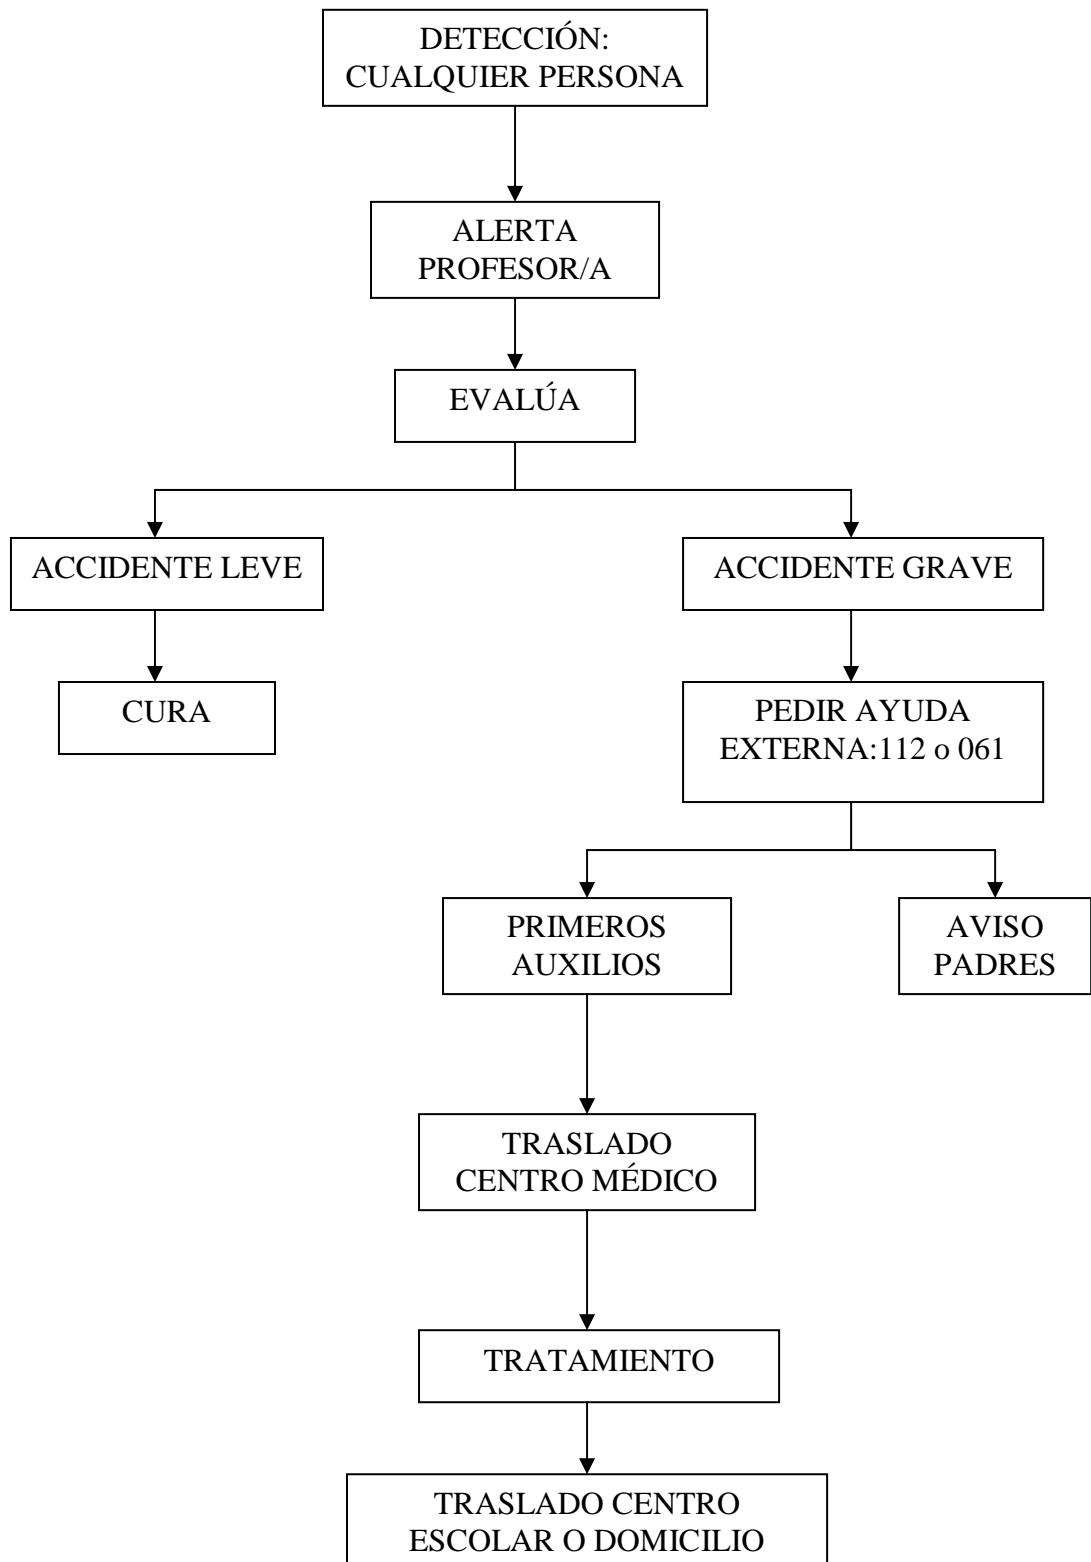 DETECCIÓN:
CUALQUIER PERSONA
ALERTA
PROFESOR/A
EVALÚA
ACCIDENTE LEVE
ACCIDENTE GRAVE
CURA
PEDIR AYUDA
EXTERNA:112 o 061
PRIMEROS
AUXILIOS
AVISO
PADRES
TRASLADO
CENTRO MÉDICO
TRATAMIENTO
TRASLADO CENTRO
ESCOLAR O DOMICILIO